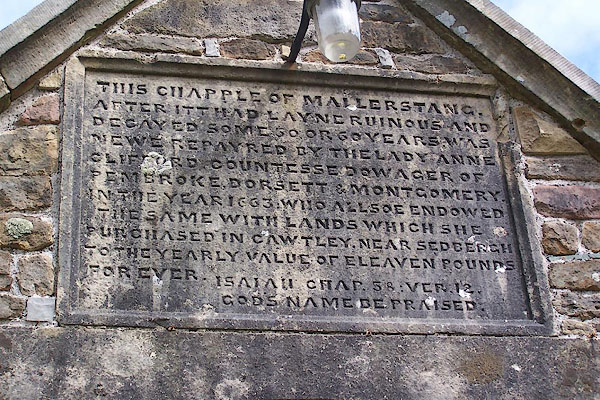 THIS CHAPPLE OF MALLERSTANG,
AFTER ITT HAD LAYNE RUINOUS AND
DECAYED SOME 50 OR 60 YEARS, WAS
NEWE REPAYRED BY THE LADY ANNE
CLIFFORD, COUNTESSE DOWAGER OF
PEMBROKE, DORSETT & MONTGOMERY,
IN THE YEAR 1663, WHO ALLSOE ENDOWED
THE SAME WITH LANDS WHICH SHE
PURCHASED IN CAWTLEY, NEAR SEDBERGH
TO THE YEARLY VALUE OF ELEAVEN POUNDS
FOR EVER. ISAIAH CHAP. 58. VER. 12.
GODS NAME BE PRAISED.